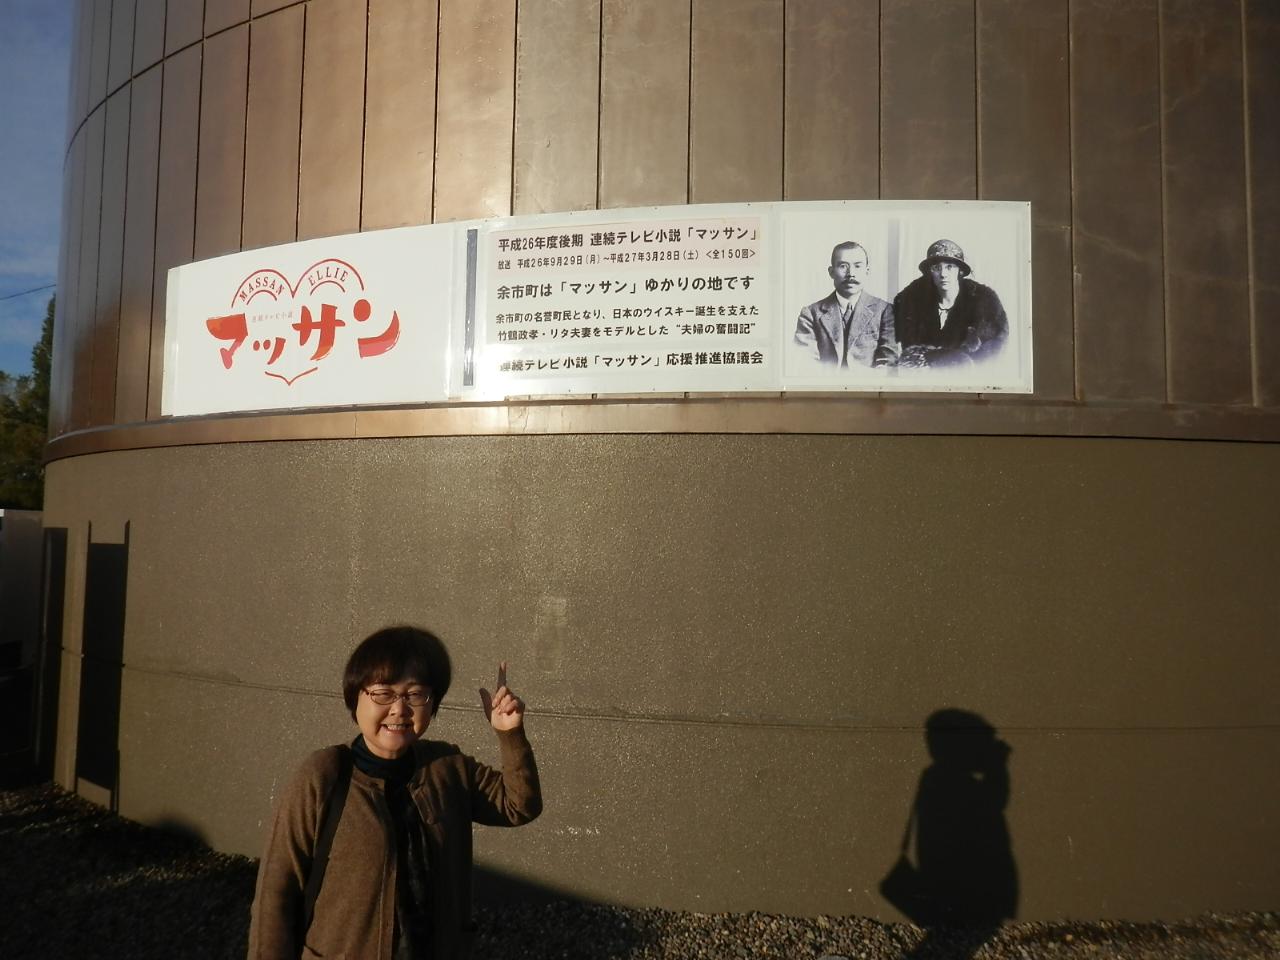 MASSAN ELLIE
連続テレビ小説
マッサン
平成26年度後期 連続テレビ小説「マッサン」
放送 平成26年9月29日(月)~平成27年3月28日(土) <全150回>
余市町は「マッサン」ゆかりの地です
余市町の名誉町民となり、日本のウイスキー誕生を支えた
竹鶴政孝・リタ夫妻をモデルとした“夫婦の奮闘記”
連続テレビ小説「マッサン」応援推進協議会